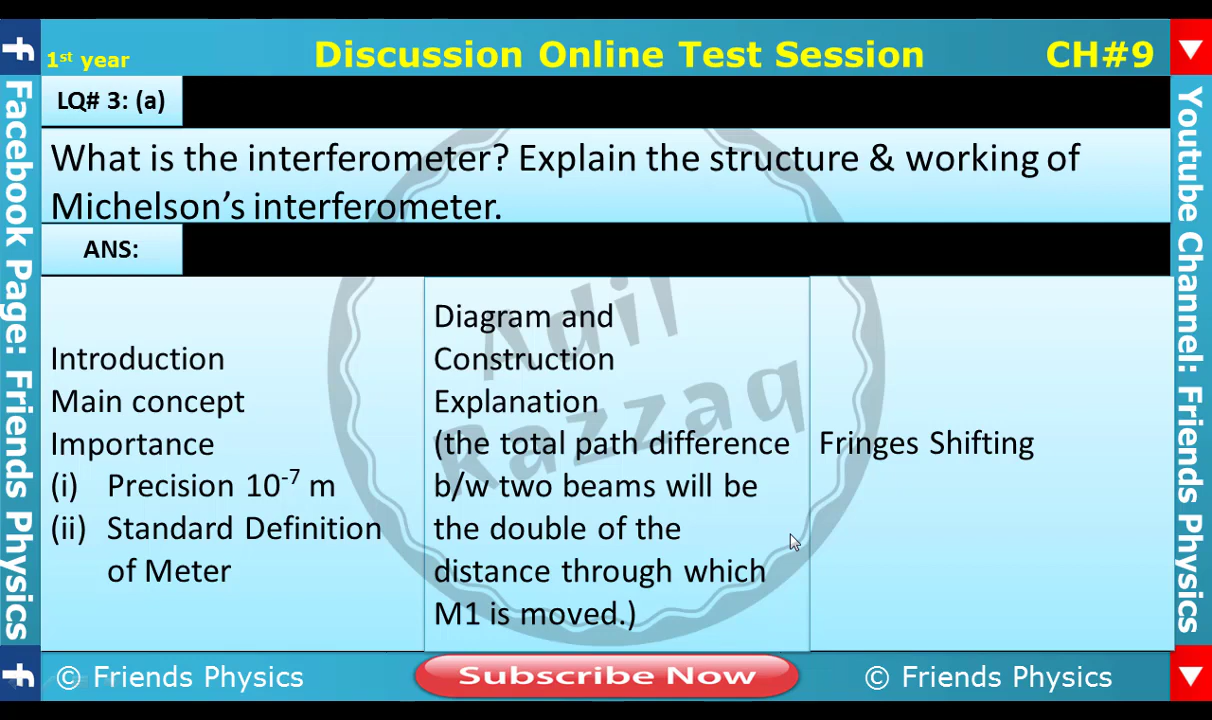 1st year
Discussion Online Test Session
CH#9
LQ# 3: (a)
What is the interferometer? Explain the structure & working of
Michelson’s interferometer.
ANS:
Introduction
Main concept
Importance
(i) Precision 10-7 m
(ii) Standard Definition
of Meter
Diagram and
Construction
Explanation
(the total path difference
b/w two beams will be
the double of the
distance through which
M1 is moved.)
Fringes Shifting
Adil
Razzaq
f
Facebook Page: Friends Physics
f
Youtube Channel: Friends Physics
© Friends Physics
Subscribe Now
© Friends Physics